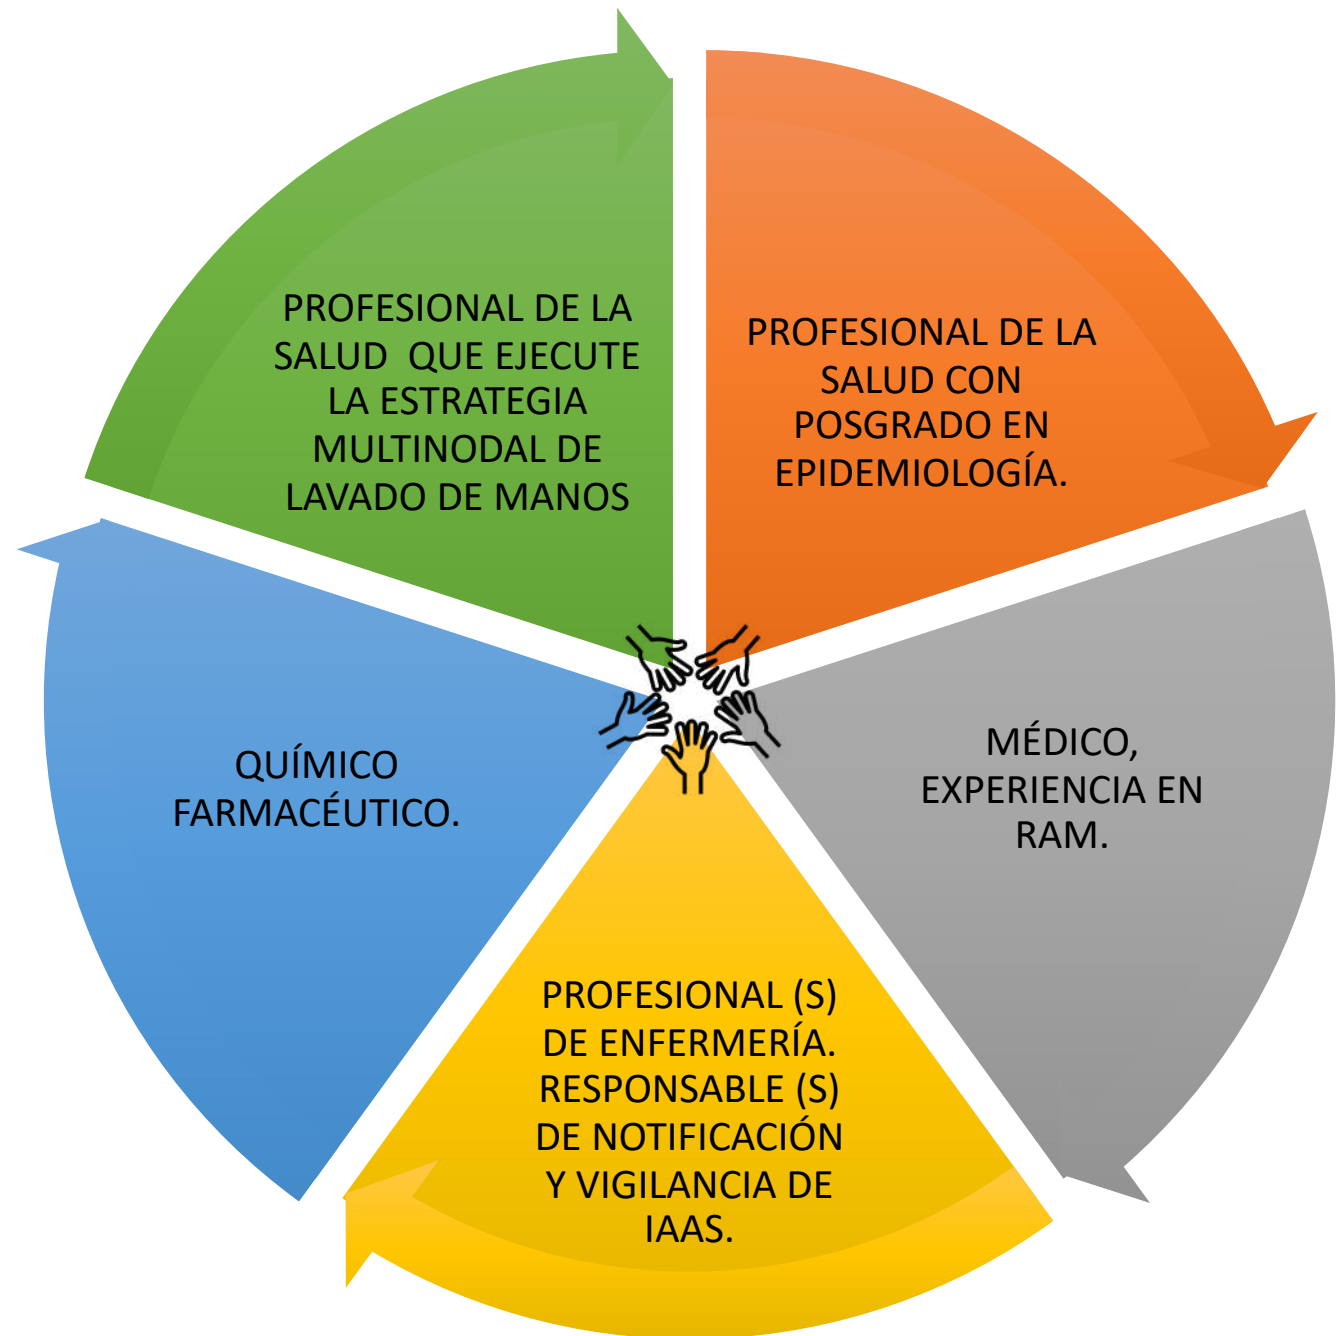 PROFESIONAL DE LA
SALUD  QUE EJECUTE
LA ESTRATEGIA
MULTINODAL DE
LAVADO DE MANOS
PROFESIONAL DE LA
SALUD CON
POSGRADO EN
EPIDEMIOLOGÍA.
MÉDICO,
EXPERIENCIA EN
RAM.
PROFESIONAL (S)
DE ENFERMERÍA.
RESPONSABLE (S)
DE NOTIFICACIÓN
Y VIGILANCIA DE
IAAS.
QUÍMICO
FARMACÉUTICO.